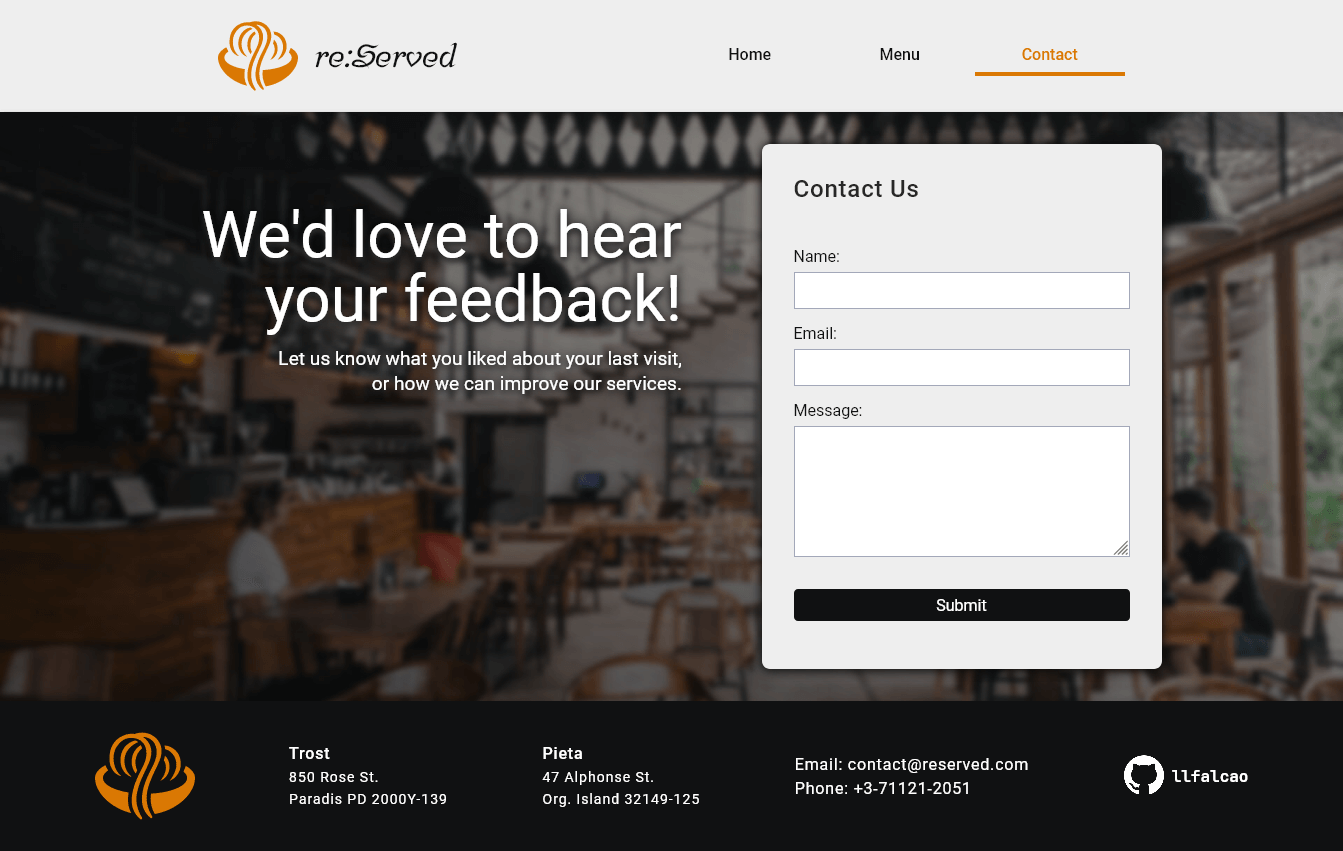 re:Served
Home
Menu
Contact
We'd love to hear
your feedback!
Let us know what you liked about your last visit,
or how we can improve our services.
Contact Us
Name:
Email:
Message:
Submit
Trost
850 Rose St.
Paradis PD 2000Y-139
Pieta
47 Alphonse St.
Org. Island 32149-125
Email: contact@reserved.com
Phone: +3-71121-2051
llfalcao